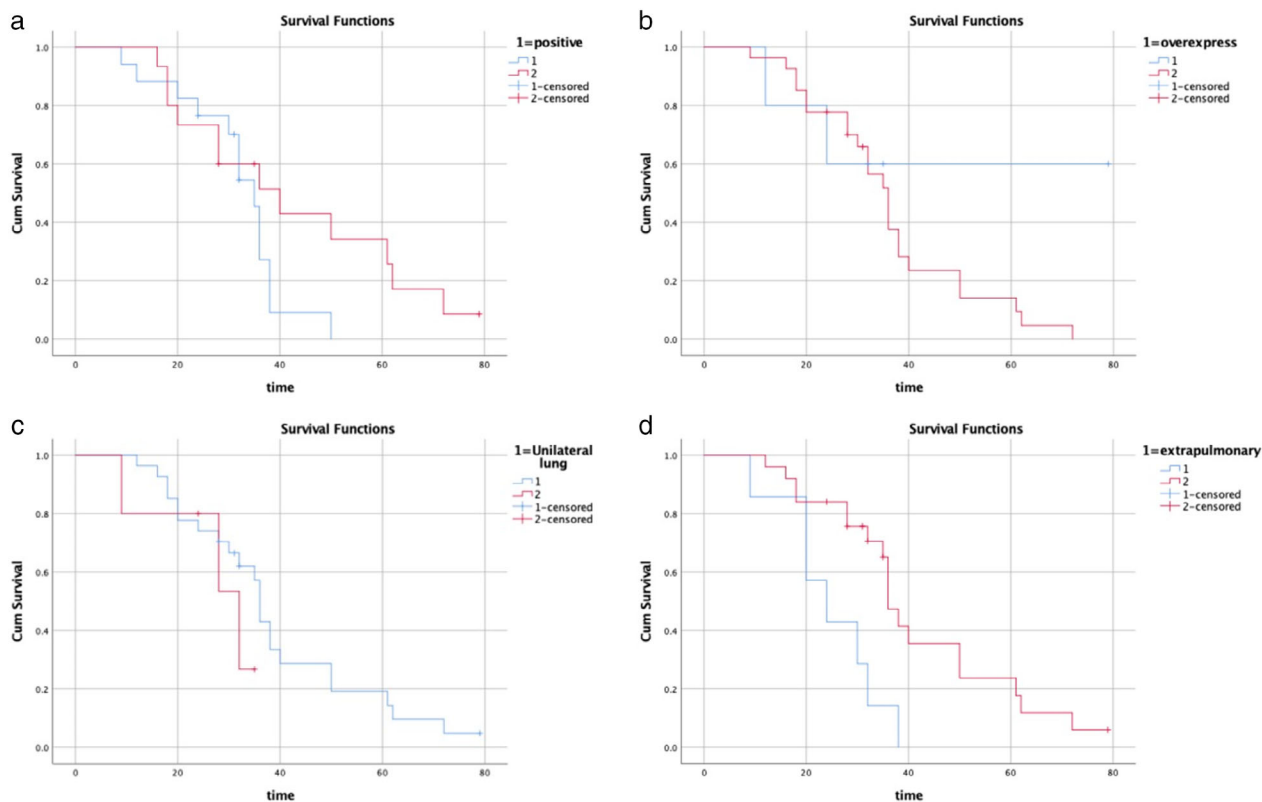 a
Survival Functions
1=positive
1
2
1-censored
2-censored
Cum Survival
1.0
0.8
0.6
0.4
0.2
0.0
0
20
40
60
80
time
b
Survival Functions
1=overexpress
1
2
1-censored
2-censored
Cum Survival
1.0
0.8
0.6
0.4
0.2
0.0
0
20
40
60
80
time
c
Survival Functions
1=Unilateral
lung
1
2
1-censored
2-censored
Cum Survival
1.0
0.8
0.6
0.4
0.2
0.0
0
20
40
60
80
time
d
Survival Functions
1=extrapulmonary
1
2
1-censored
2-censored
Cum Survival
1.0
0.8
0.6
0.4
0.2
0.0
0
20
40
60
80
time